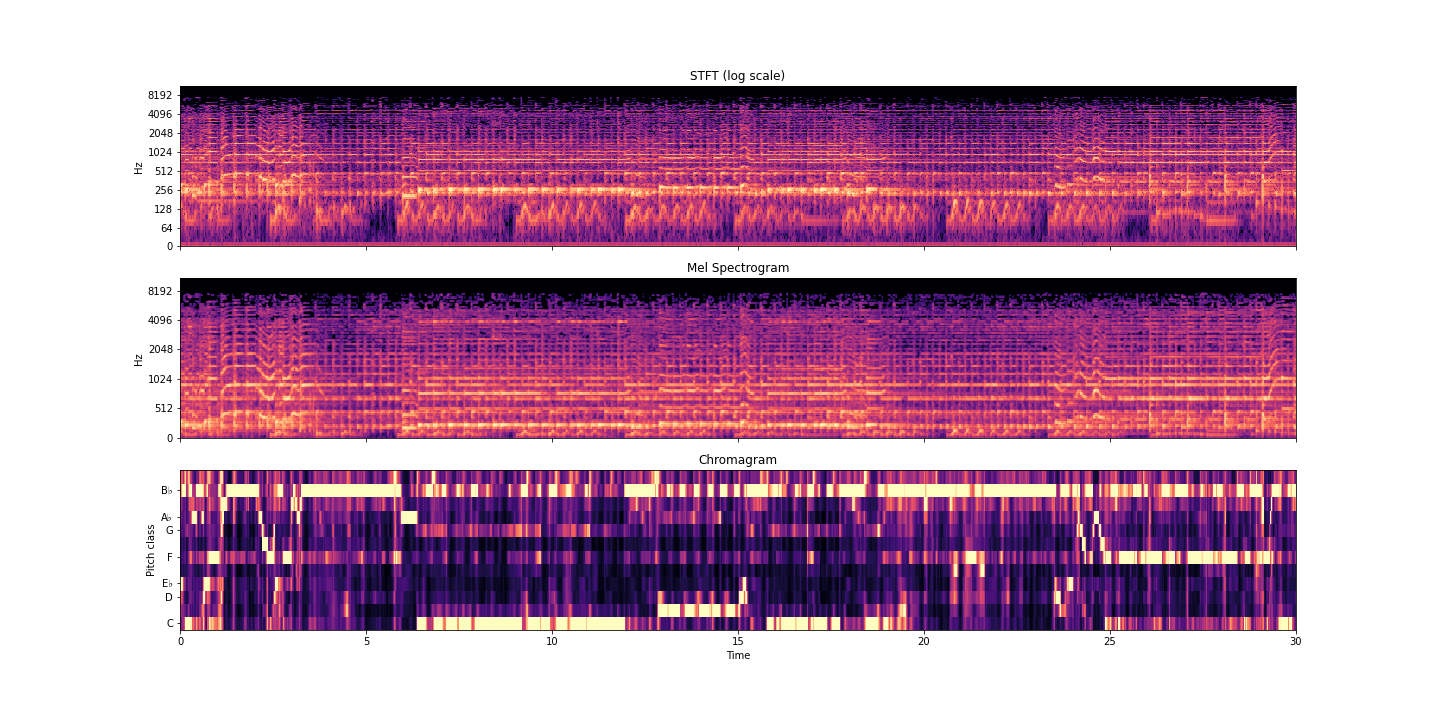 STFT (log scale)
8192
4096
2048
1024
512
256
128
64
0
Hz
Mel Spectrogram
8192
4096
2048
1024
512
0
Hz
Chromagram
B♭
A♭
G
F
E♭
D
C
Pitch class
0 5 10 15 20 25 30
Time